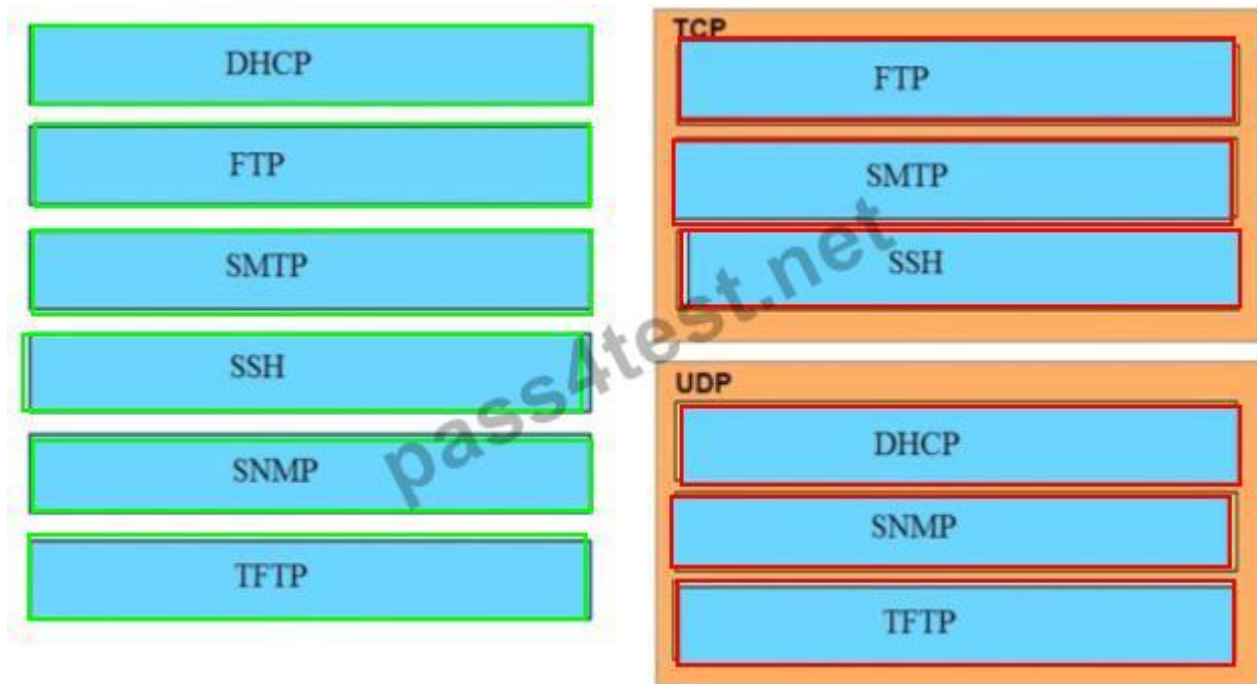 DHCP
FTP
SMTP
SSH
SNMP
TFTP
TCP
FTP
SMTP
SSH
UDP
DHCP
SNMP
TFTP
pass4test.net